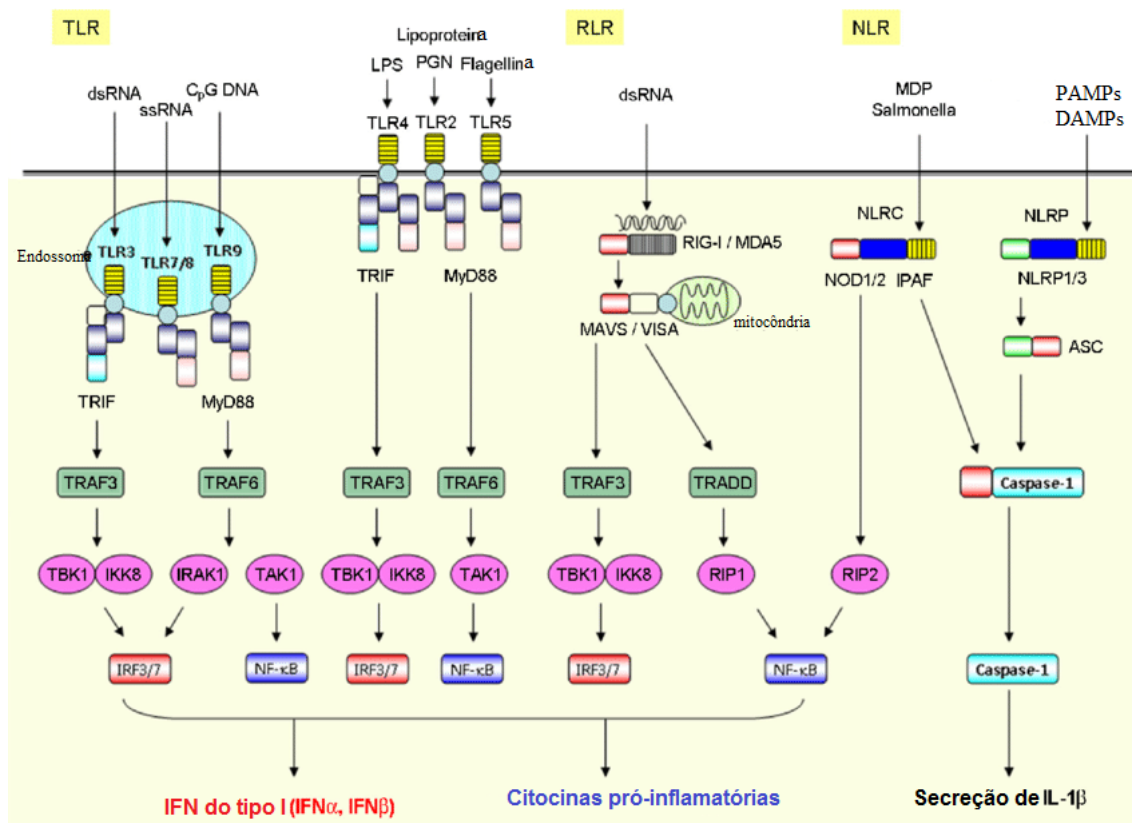 TLR
RLR
NLR
Lipoproteina
LPS
PGN
Flagellina
dsRNA
ssRNA
CpG DNA
dsRNA
MDP
Salmonella
PAMPs
DAMPs
TLR4
TLR2
TLR5
Endossoma
TLR3
TLR7/8
TLR9
RIG-I / MDA5
NLRC
NLRP
TRIF
MyD88
NOD1/2
IPAF
NLRP1/3
MAVS / VISA
mitocôndria
ASC
TRIF
MyD88
TRAF3
TRAF6
TRAF3
TRAF6
TRAF3
TRADD
Caspase-1
TBK1
IKK8
IRAK1
TAK1
TBK1
IKK8
TAK1
TBK1
IKK8
RIP1
RIP2
IRF3/7
NF-κB
IRF3/7
NF-κB
IRF3/7
NF-κB
Caspase-1
IFN do tipo I (IFNα, IFNβ)
Citocinas pró-inflamatórias
Secreção de IL-1β